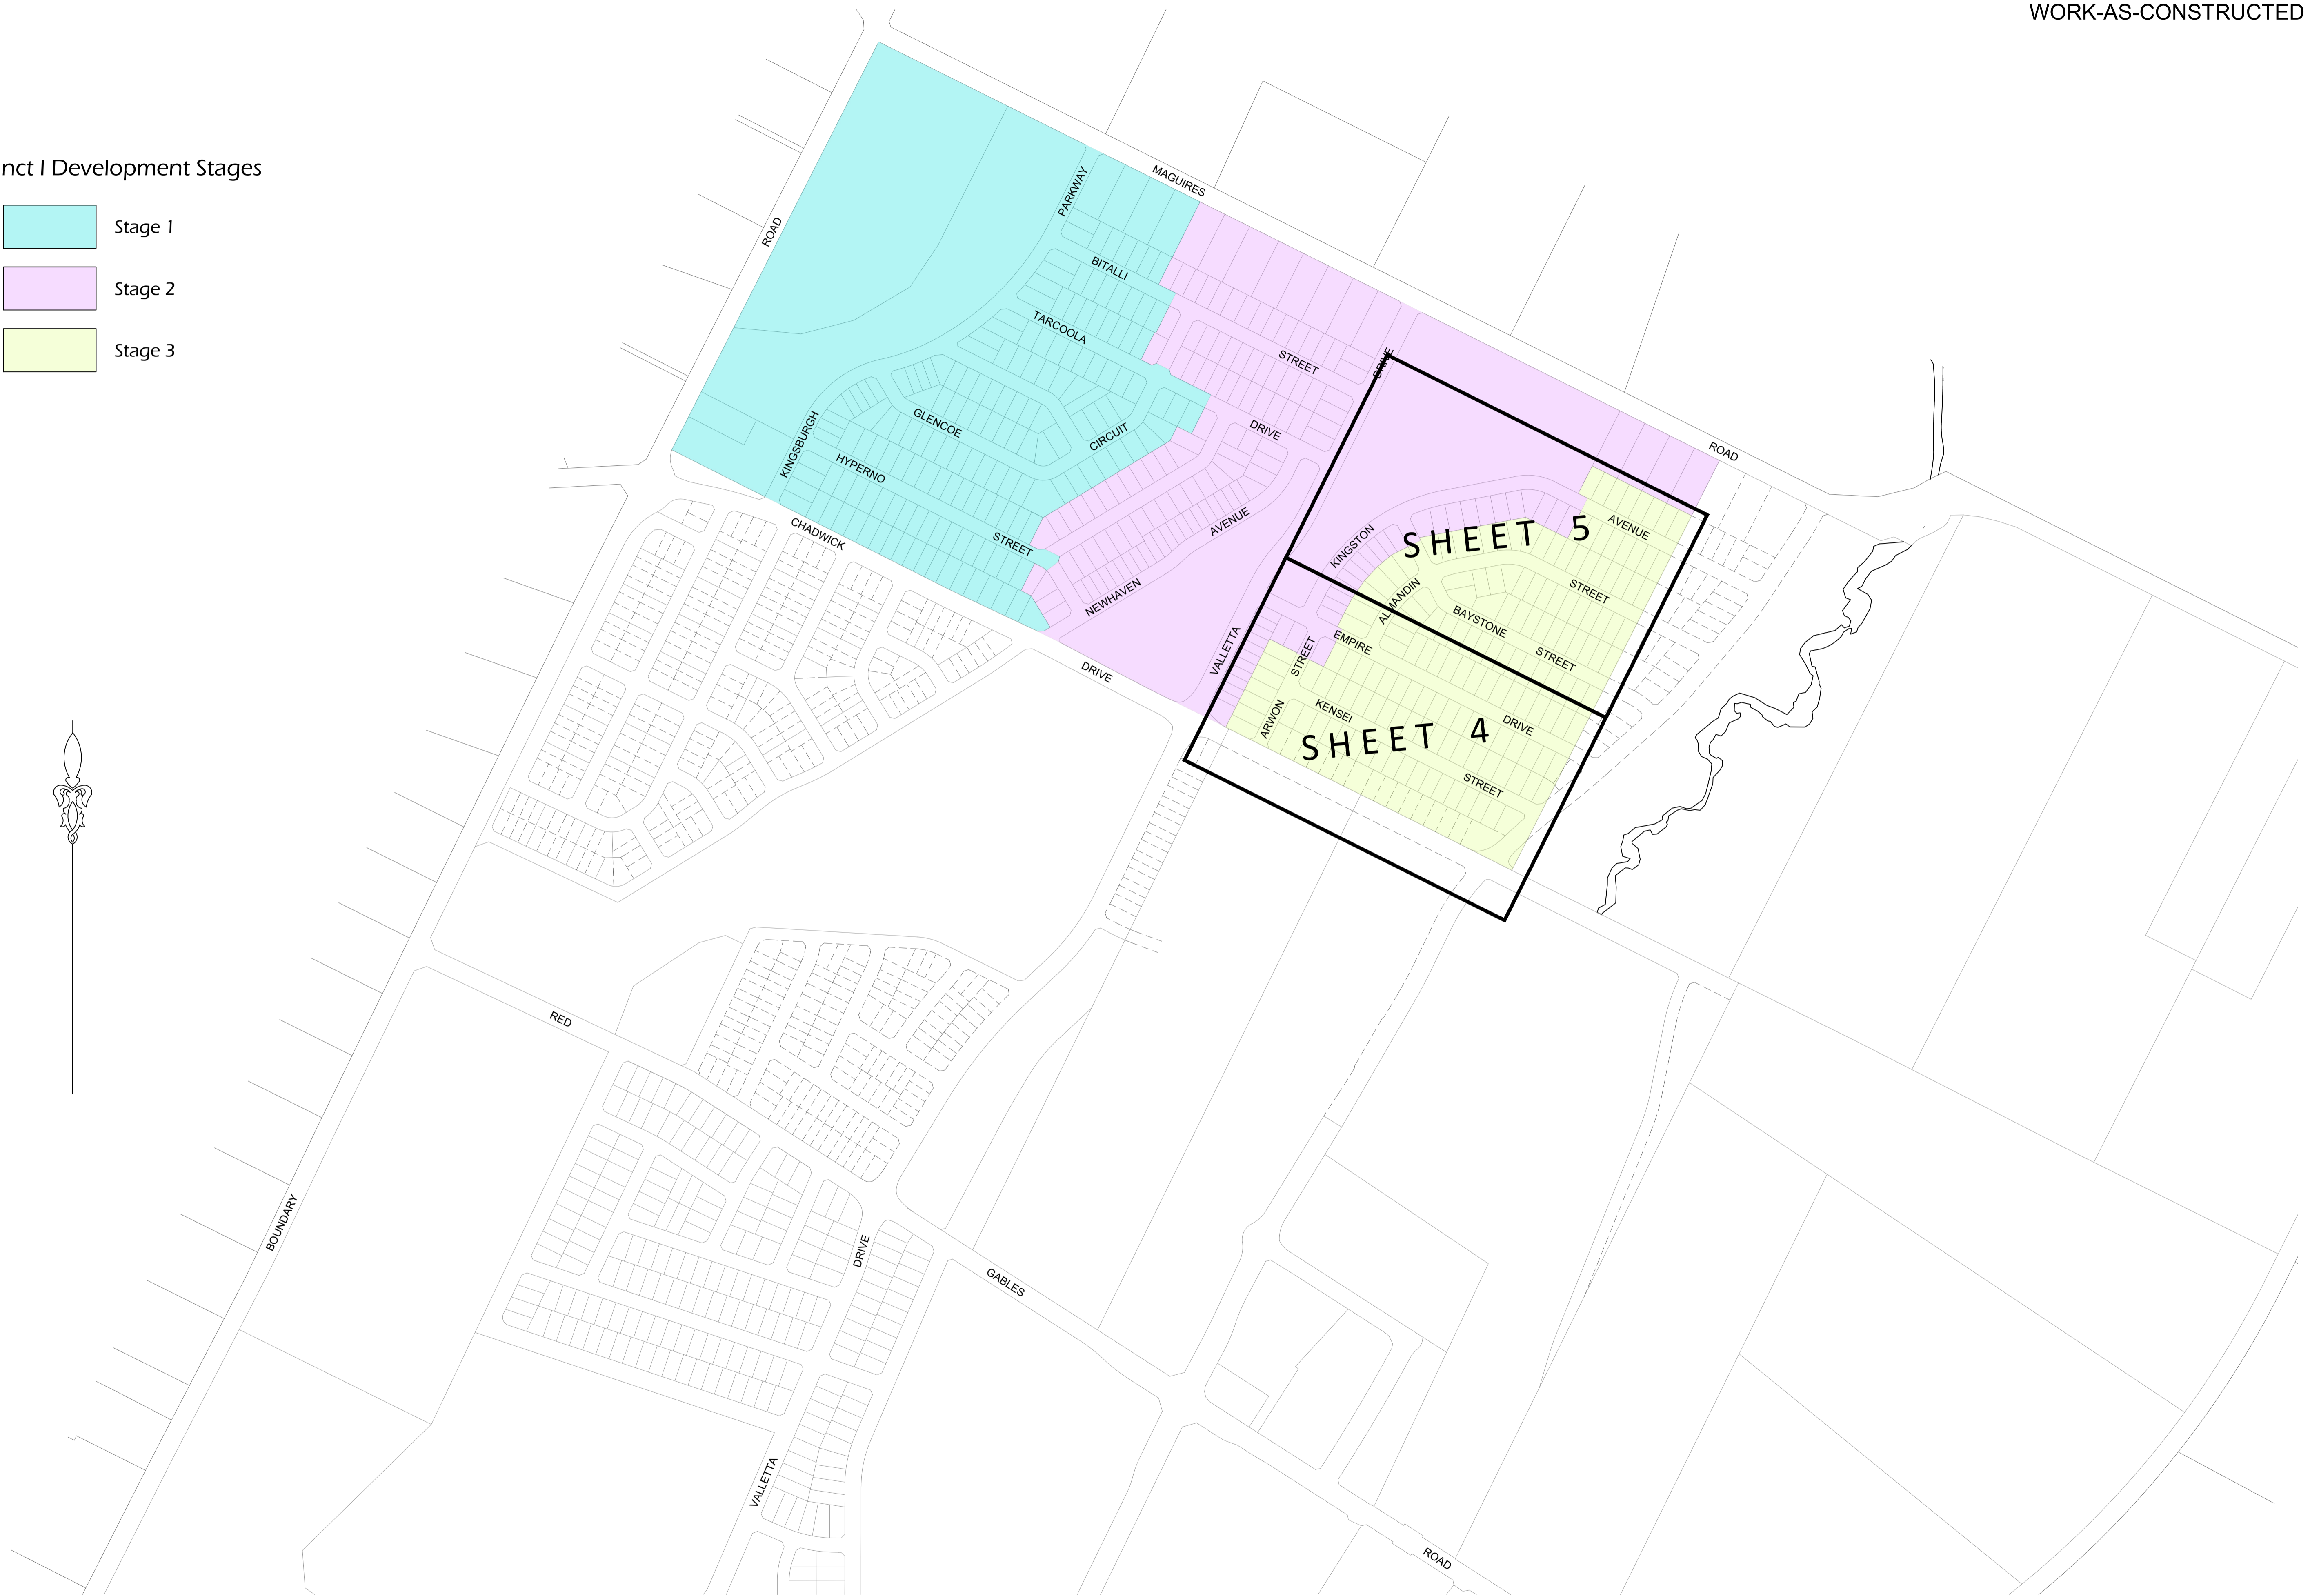 WORK-AS-CONSTRUCTED
inct I Development Stages
Stage 1
Stage 2
Stage 3
MAGUIRES
PARKWAY
ROAD
BITALLI
TARCOOLA
STREET
DRIVE
GLENCOE
CIRCUIT
DRIVE
KINGSBURGH
HYPERNO
ROAD
CHADWICK
STREET
AVENUE
KINGSTON
SHEET 5
AVENUE
NEWHAVEN
ALMANDIN
STREET
BAYSTONE
EMPIRE
STREET
VALLETTA
STREET
DRIVE
ARWON
KENSEI
DRIVE
SHEET 4
STREET
RED
BOUNDARY
DRIVE
GABLES
VALLETTA
ROAD